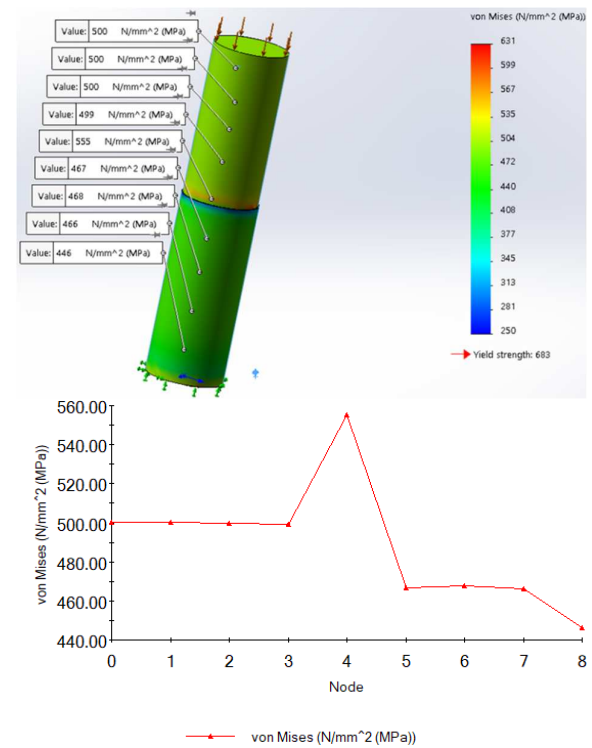 von Mises (N/mm^2 (MPa))
Value: 500 N/mm^2 (MPa)
Value: 500 N/mm^2 (MPa)
Value: 500 N/mm^2 (MPa)
Value: 499 N/mm^2 (MPa)
Value: 555 N/mm^2 (MPa)
Value: 467 N/mm^2 (MPa)
Value: 468 N/mm^2 (MPa)
Value: 466 N/mm^2 (MPa)
Value: 446 N/mm^2 (MPa)
631
599
567
535
504
472
440
408
377
345
313
281
250
Yield strength: 683
560.00
540.00
520.00
500.00
480.00
460.00
440.00
von Mises (N/mm^2 (MPa))
0 1 2 3 4 5 6 7 8
Node
von Mises (N/mm^2 (MPa))